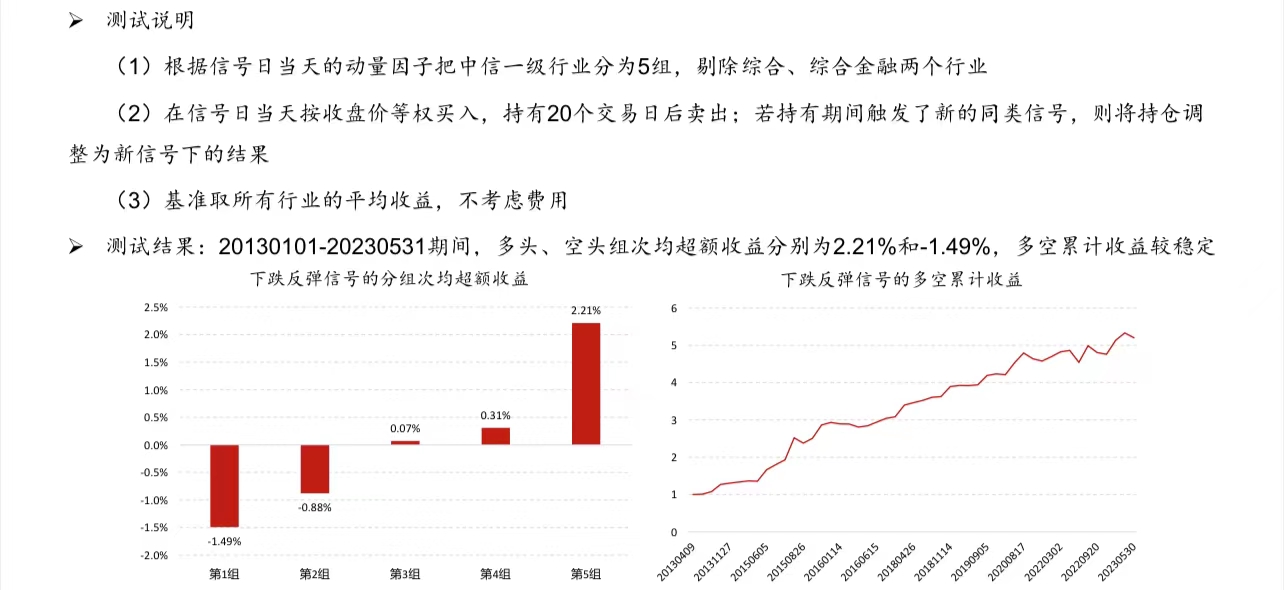 ➢ 测试说明
（1）根据信号日当天的动量因子把中信一级行业分为5组，剔除综合、综合金融两个行业
（2）在信号日当天按收盘价等权买入，持有20个交易日后卖出；若持有期间触发了新的同类信号，则将持仓调
整为新信号下的结果
（3）基准取所有行业的平均收益，不考虑费用
➢ 测试结果：20130101-20230531期间，多头、空头组次均超额收益分别为2.21%和-1.49%，多空累计收益较稳定
下跌反弹信号的分组次均超额收益
2.5%
2.0%
1.5%
1.0%
0.5%
0.0%
-0.5%
-1.0%
-1.5%
-2.0%
-1.49%
-0.88%
0.07%
0.31%
2.21%
第1组
第2组
第3组
第4组
第5组
下跌反弹信号的多空累计收益
6
5
4
3
2
1
0
20130409
20131127
20150605
20150826
20160114
20160615
20180426
20181114
20190905
20200817
20220302
20220920
20230530